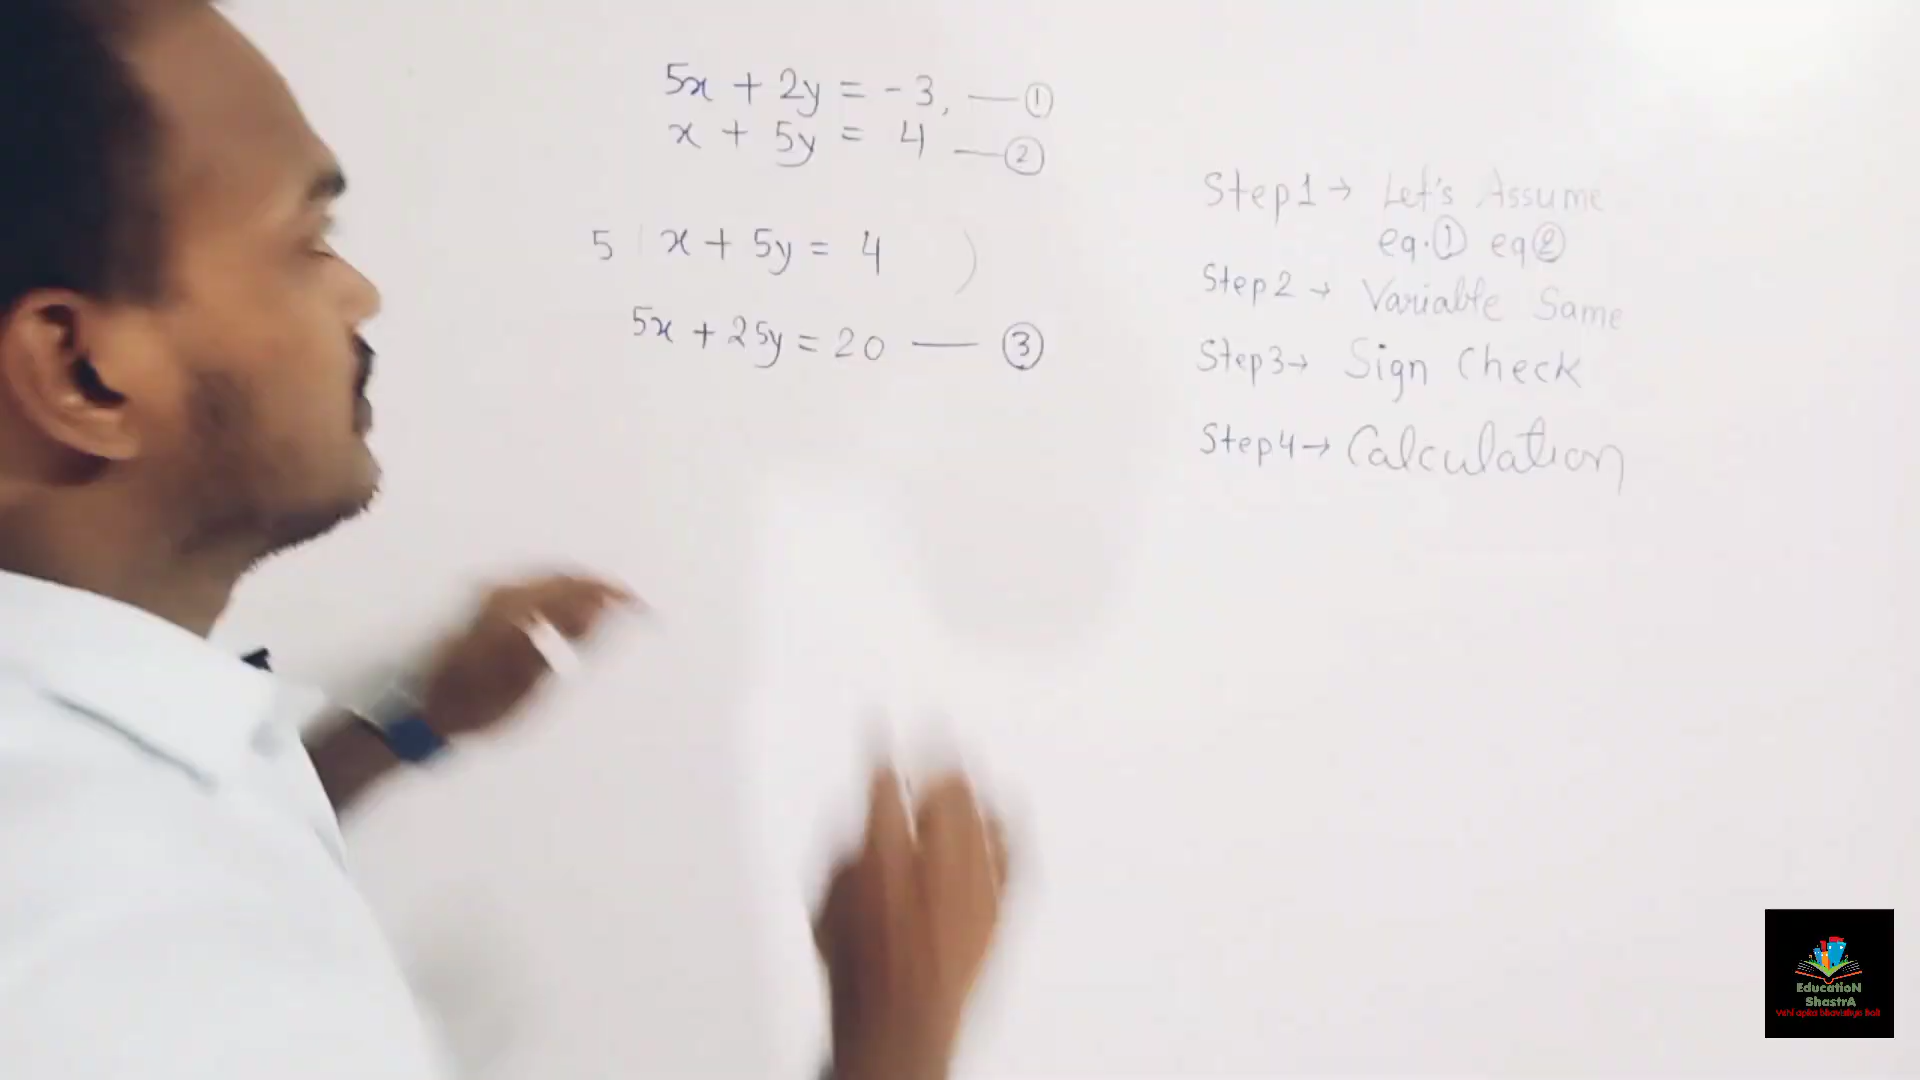 5x + 2y = -3, — ①
x + 5y = 4 — ②
5 ( x + 5y = 4 )
5x + 25y = 20 — ③
Step1 → Let's Assume
eq.① eq②
Step2 → Variable Same
Step3 → Sign Check
Step4 → Calculation
EducatioN
ShastrA